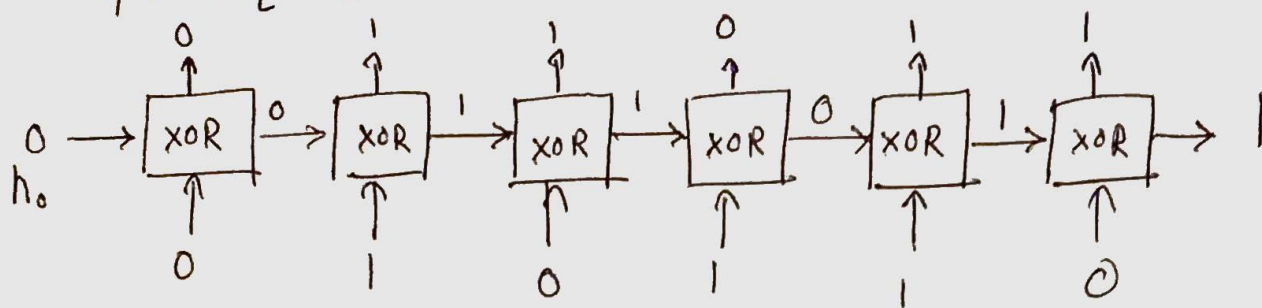 0 1 1 0 1 1
0 XOR 0 XOR 1 XOR 1 XOR 0 XOR 1 XOR 1
h₀
0 1 0 1 1 0